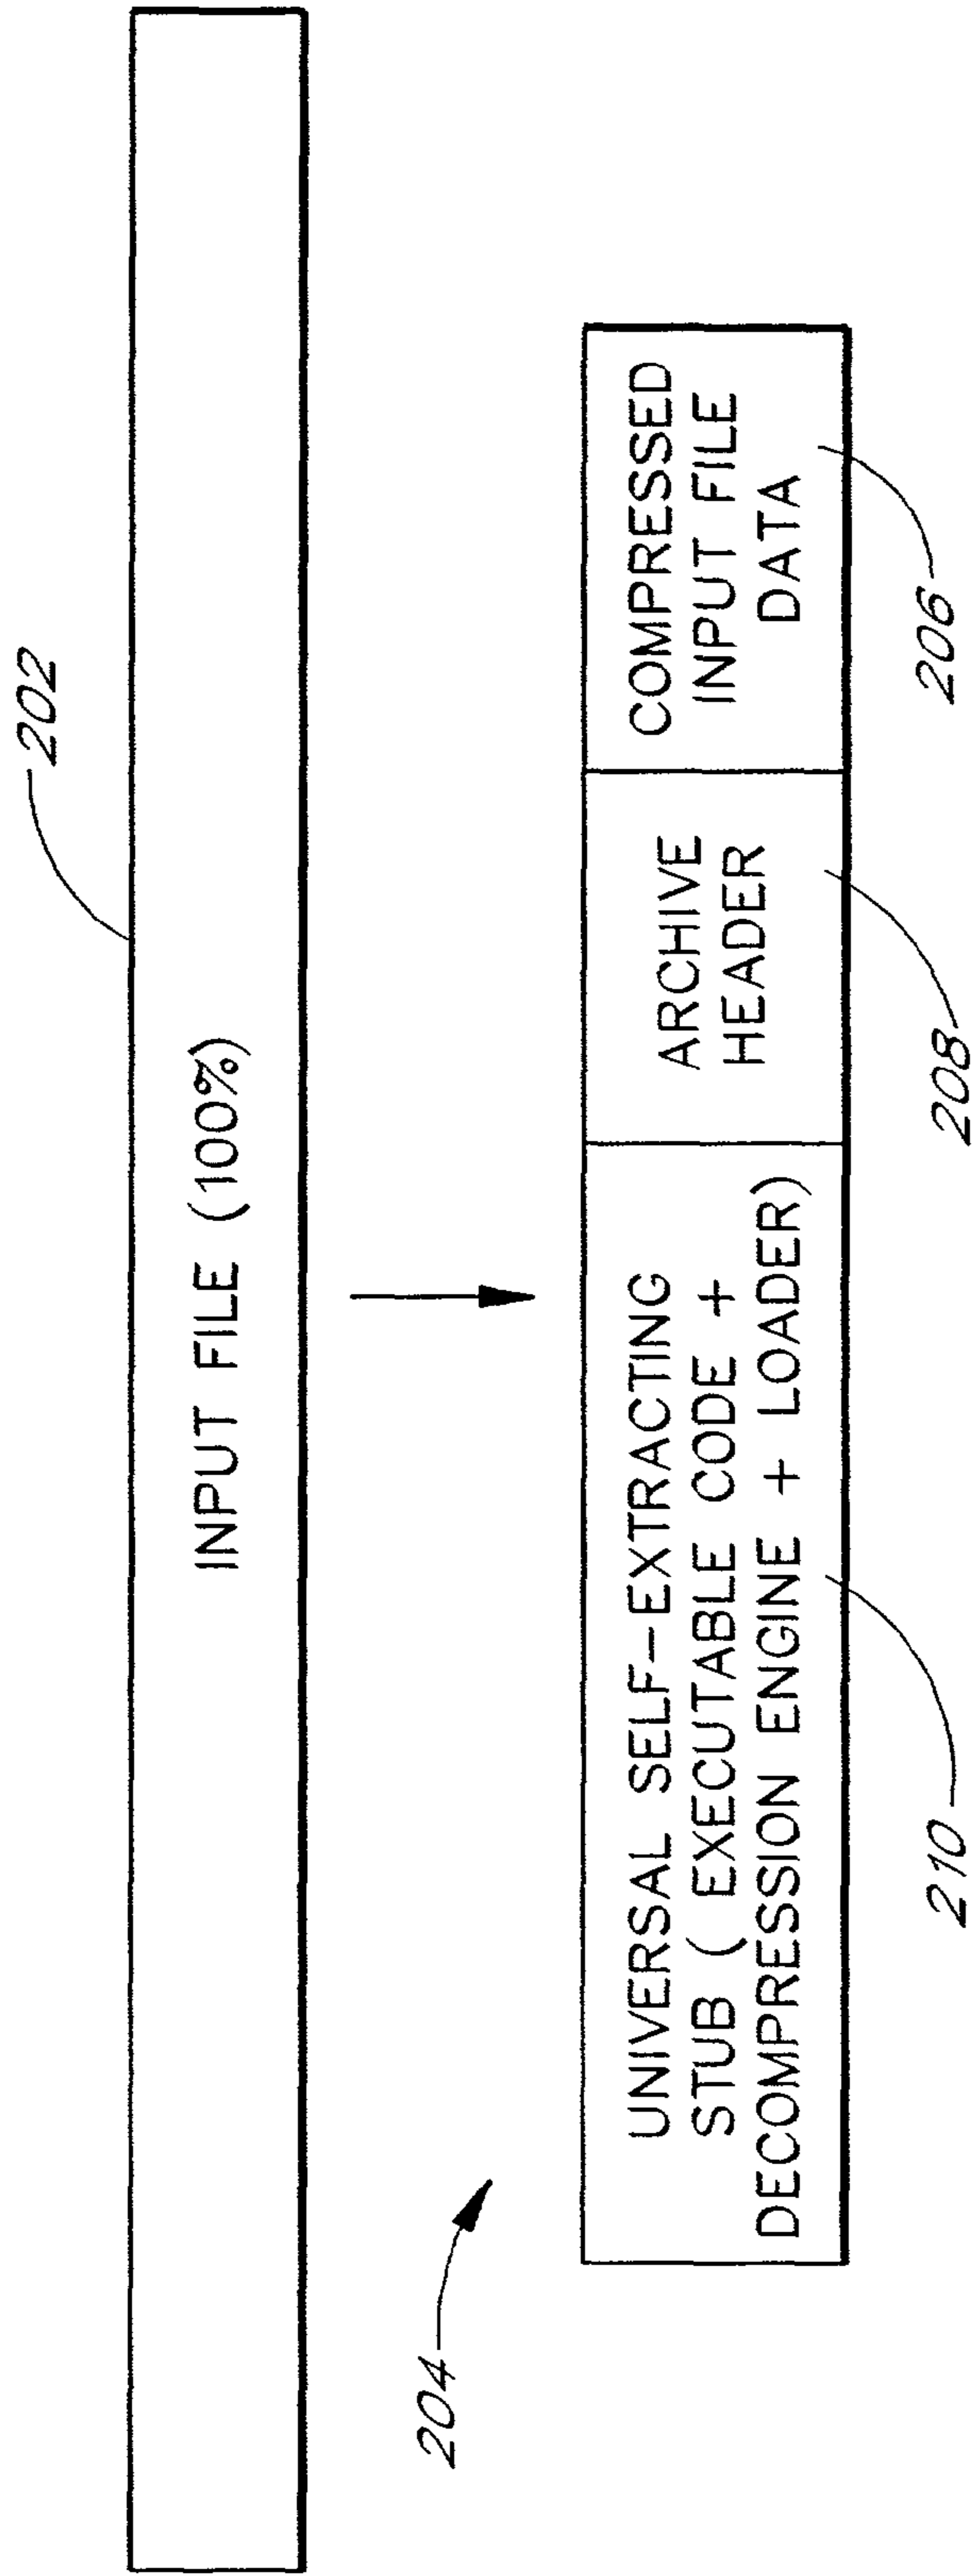 202
INPUT FILE (100%)
204
UNIVERSAL SELF-EXTRACTING
STUB ( EXECUTABLE CODE +
DECOMPRESSION ENGINE + LOADER)
ARCHIVE
HEADER
COMPRESSED
INPUT FILE
DATA
210
208
206